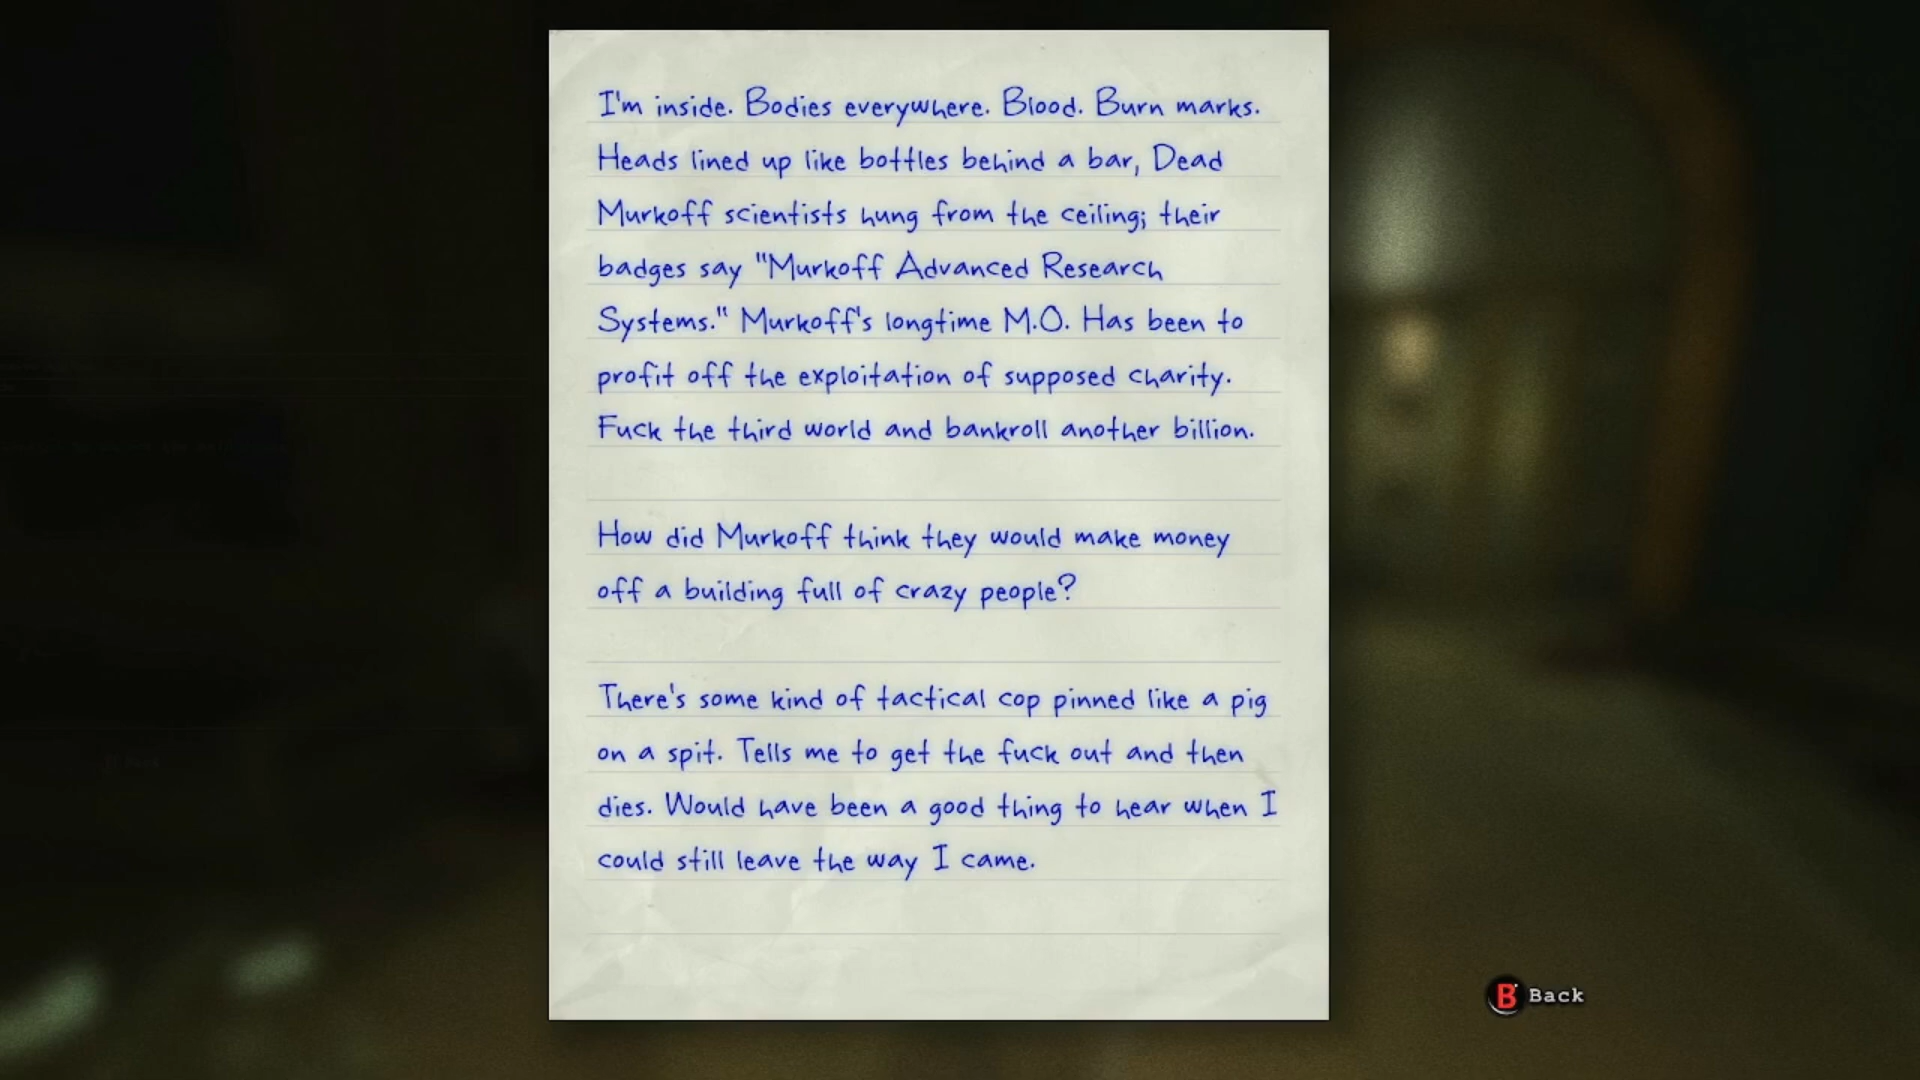 I'm inside. Bodies everywhere. Blood. Burn marks.
Heads lined up like bottles behind a bar, Dead
Murkoff scientists hung from the ceiling; their
badges say "Murkoff Advanced Research
Systems." Murkoff's longtime M.O. Has been to
profit off the exploitation of supposed charity.
Fuck the third world and bankroll another billion.
How did Murkoff think they would make money
off a building full of crazy people?
There's some kind of tactical cop pinned like a pig
on a spit. Tells me to get the fuck out and then
dies. Would have been a good thing to hear when I
could still leave the way I came.
B Back